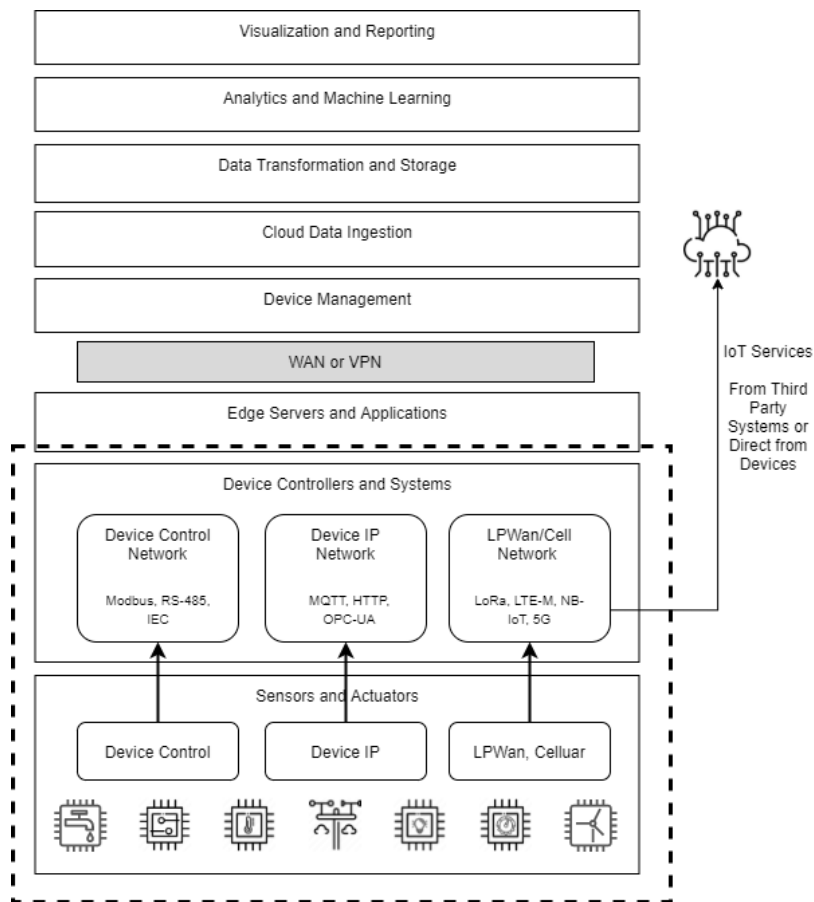 Visualization and Reporting
Analytics and Machine Learning
Data Transformation and Storage
Cloud Data Ingestion
Device Management
WAN or VPN
IoT Services
From Third
Party
Systems or
Direct from
Devices
Edge Servers and Applications
Device Controllers and Systems
Device Control
Network
Modbus, RS-485,
IEC
Device IP
Network
MQTT, HTTP,
OPC-UA
LPWan/Cell
Network
LoRa, LTE-M, NB-
IoT, 5G
Sensors and Actuators
Device Control
Device IP
LPWan, Celluar